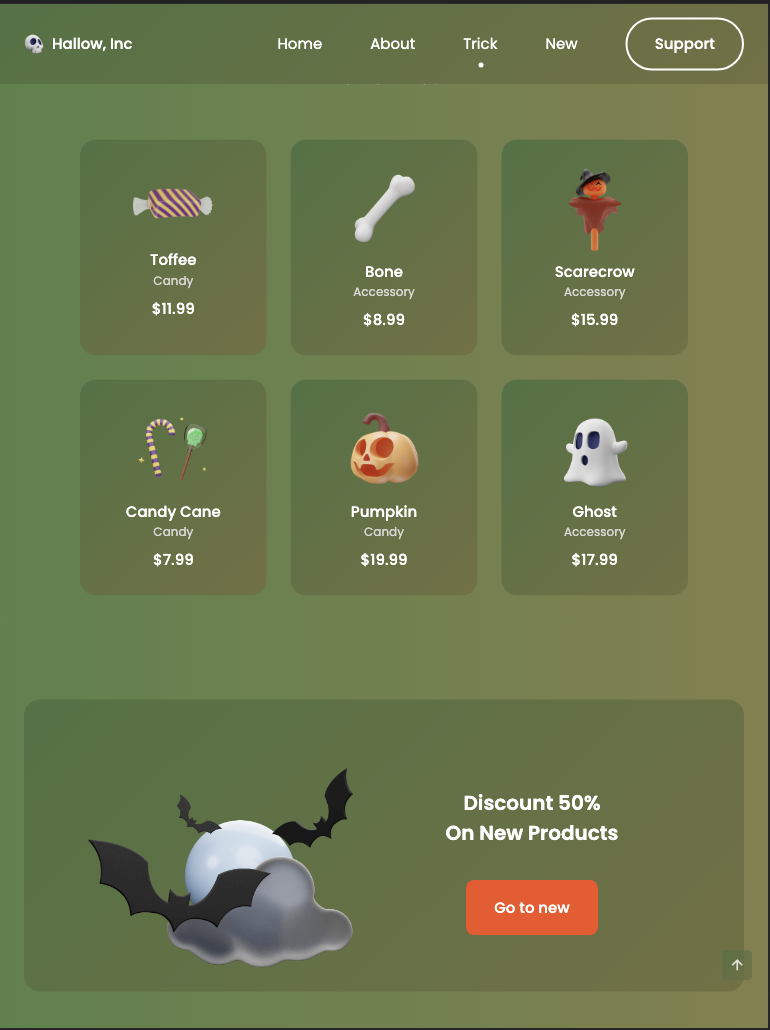 Hallow, Inc
Home
About
Trick
New
Support
Toffee
Candy
$11.99
Bone
Accessory
$8.99
Scarecrow
Accessory
$15.99
Candy Cane
Candy
$7.99
Pumpkin
Candy
$19.99
Ghost
Accessory
$17.99
Discount 50%
On New Products
Go to new